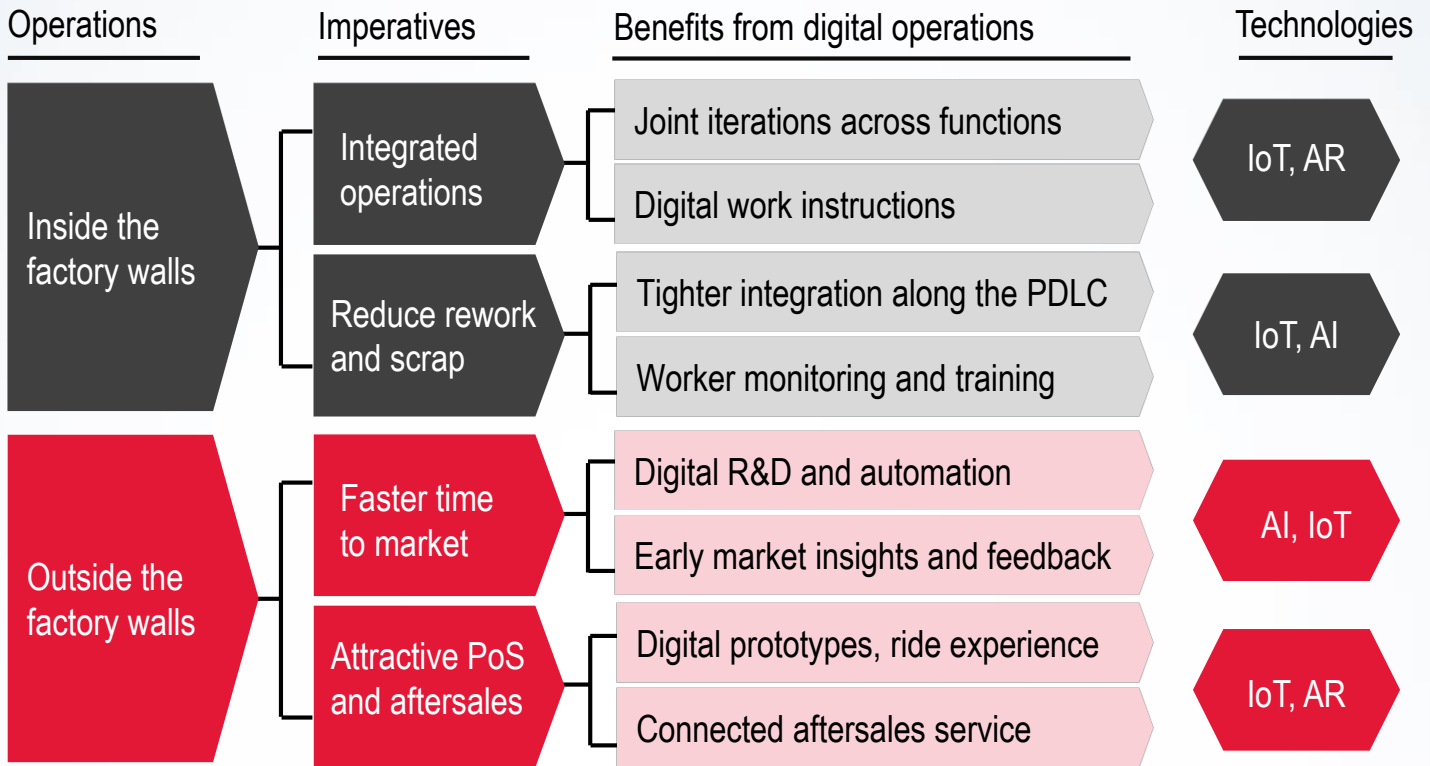 Operations
Imperatives
Benefits from digital operations
Technologies
Inside the
factory walls
Integrated
operations
Joint iterations across functions
Digital work instructions
IoT, AR
Reduce rework
and scrap
Tighter integration along the PDLC
Worker monitoring and training
IoT, AI
Outside the
factory walls
Faster time
to market
Digital R&D and automation
Early market insights and feedback
AI, IoT
Attractive PoS
and aftersales
Digital prototypes, ride experience
Connected aftersales service
IoT, AR